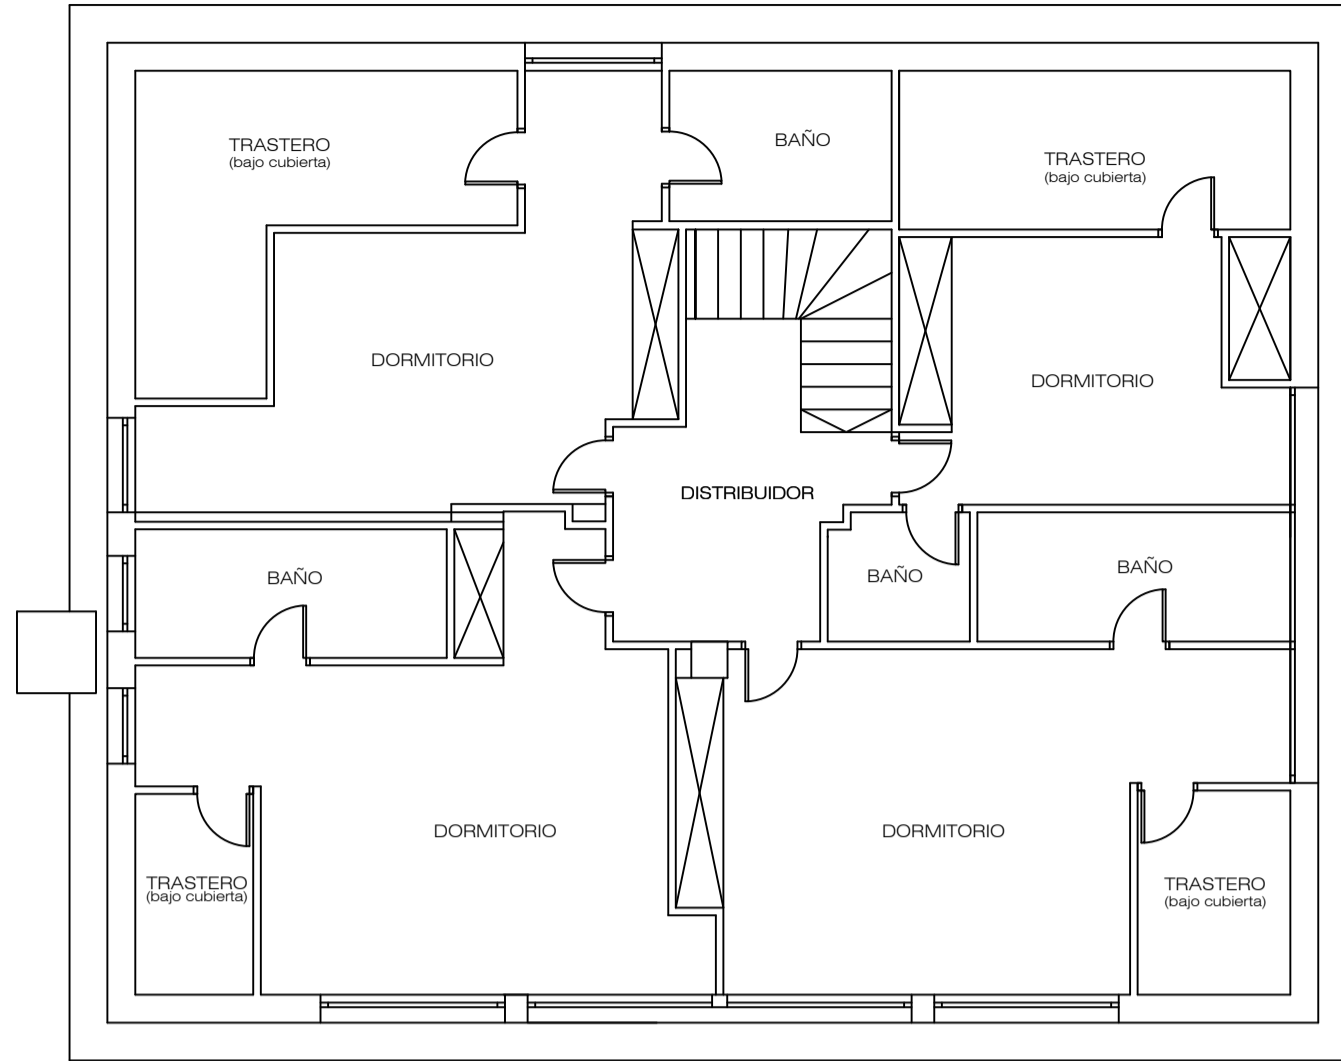 TRASTERO
(bajo cubierta)
BAÑO
TRASTERO
(bajo cubierta)
DORMITORIO
DORMITORIO
DISTRIBUIDOR
BAÑO
BAÑO
BAÑO
DORMITORIO
DORMITORIO
TRASTERO
(bajo cubierta)
TRASTERO
(bajo cubierta)